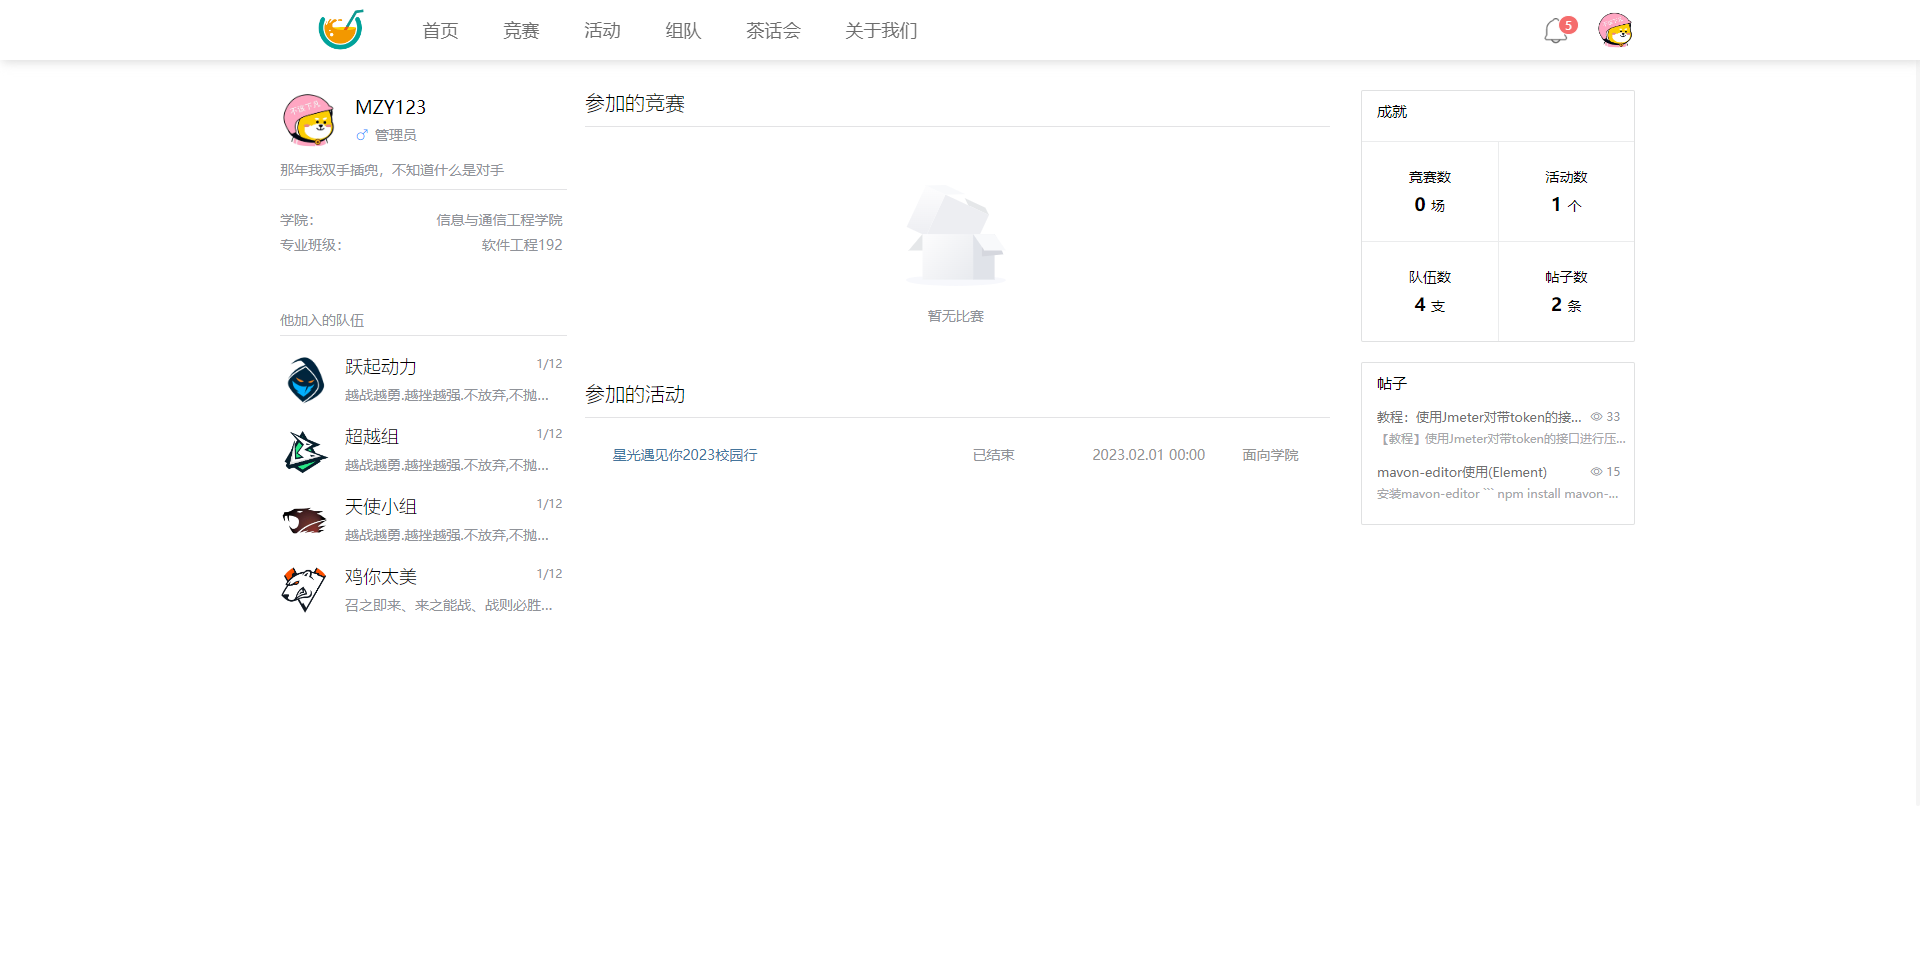 首页 竞赛 活动 组队 茶话会 关于我们
5
MZY123
管理员
那年我双手插兜，不知道什么是对手
学院： 信息与通信工程学院
专业班级： 软件工程192
他加入的队伍
跃起动力 1/12
越战越勇.越挫越强.不放弃,不抛...
超越组 1/12
越战越勇.越挫越强.不放弃,不抛...
天使小组 1/12
越战越勇.越挫越强.不放弃,不抛...
鸡你太美 1/12
召之即来、来之能战、战则必胜...
参加的竞赛
暂无比赛
参加的活动
星光遇见你2023校园行 已结束 2023.02.01 00:00 面向学院
成就
竞赛数 活动数
0 场 1 个
队伍数 帖子数
4 支 2 条
帖子
教程：使用Jmeter对带token的接... 33
【教程】使用Jmeter对带token的接口进行压...
mavon-editor使用(Element) 15
安装mavon-editor ``` npm install mavon-...